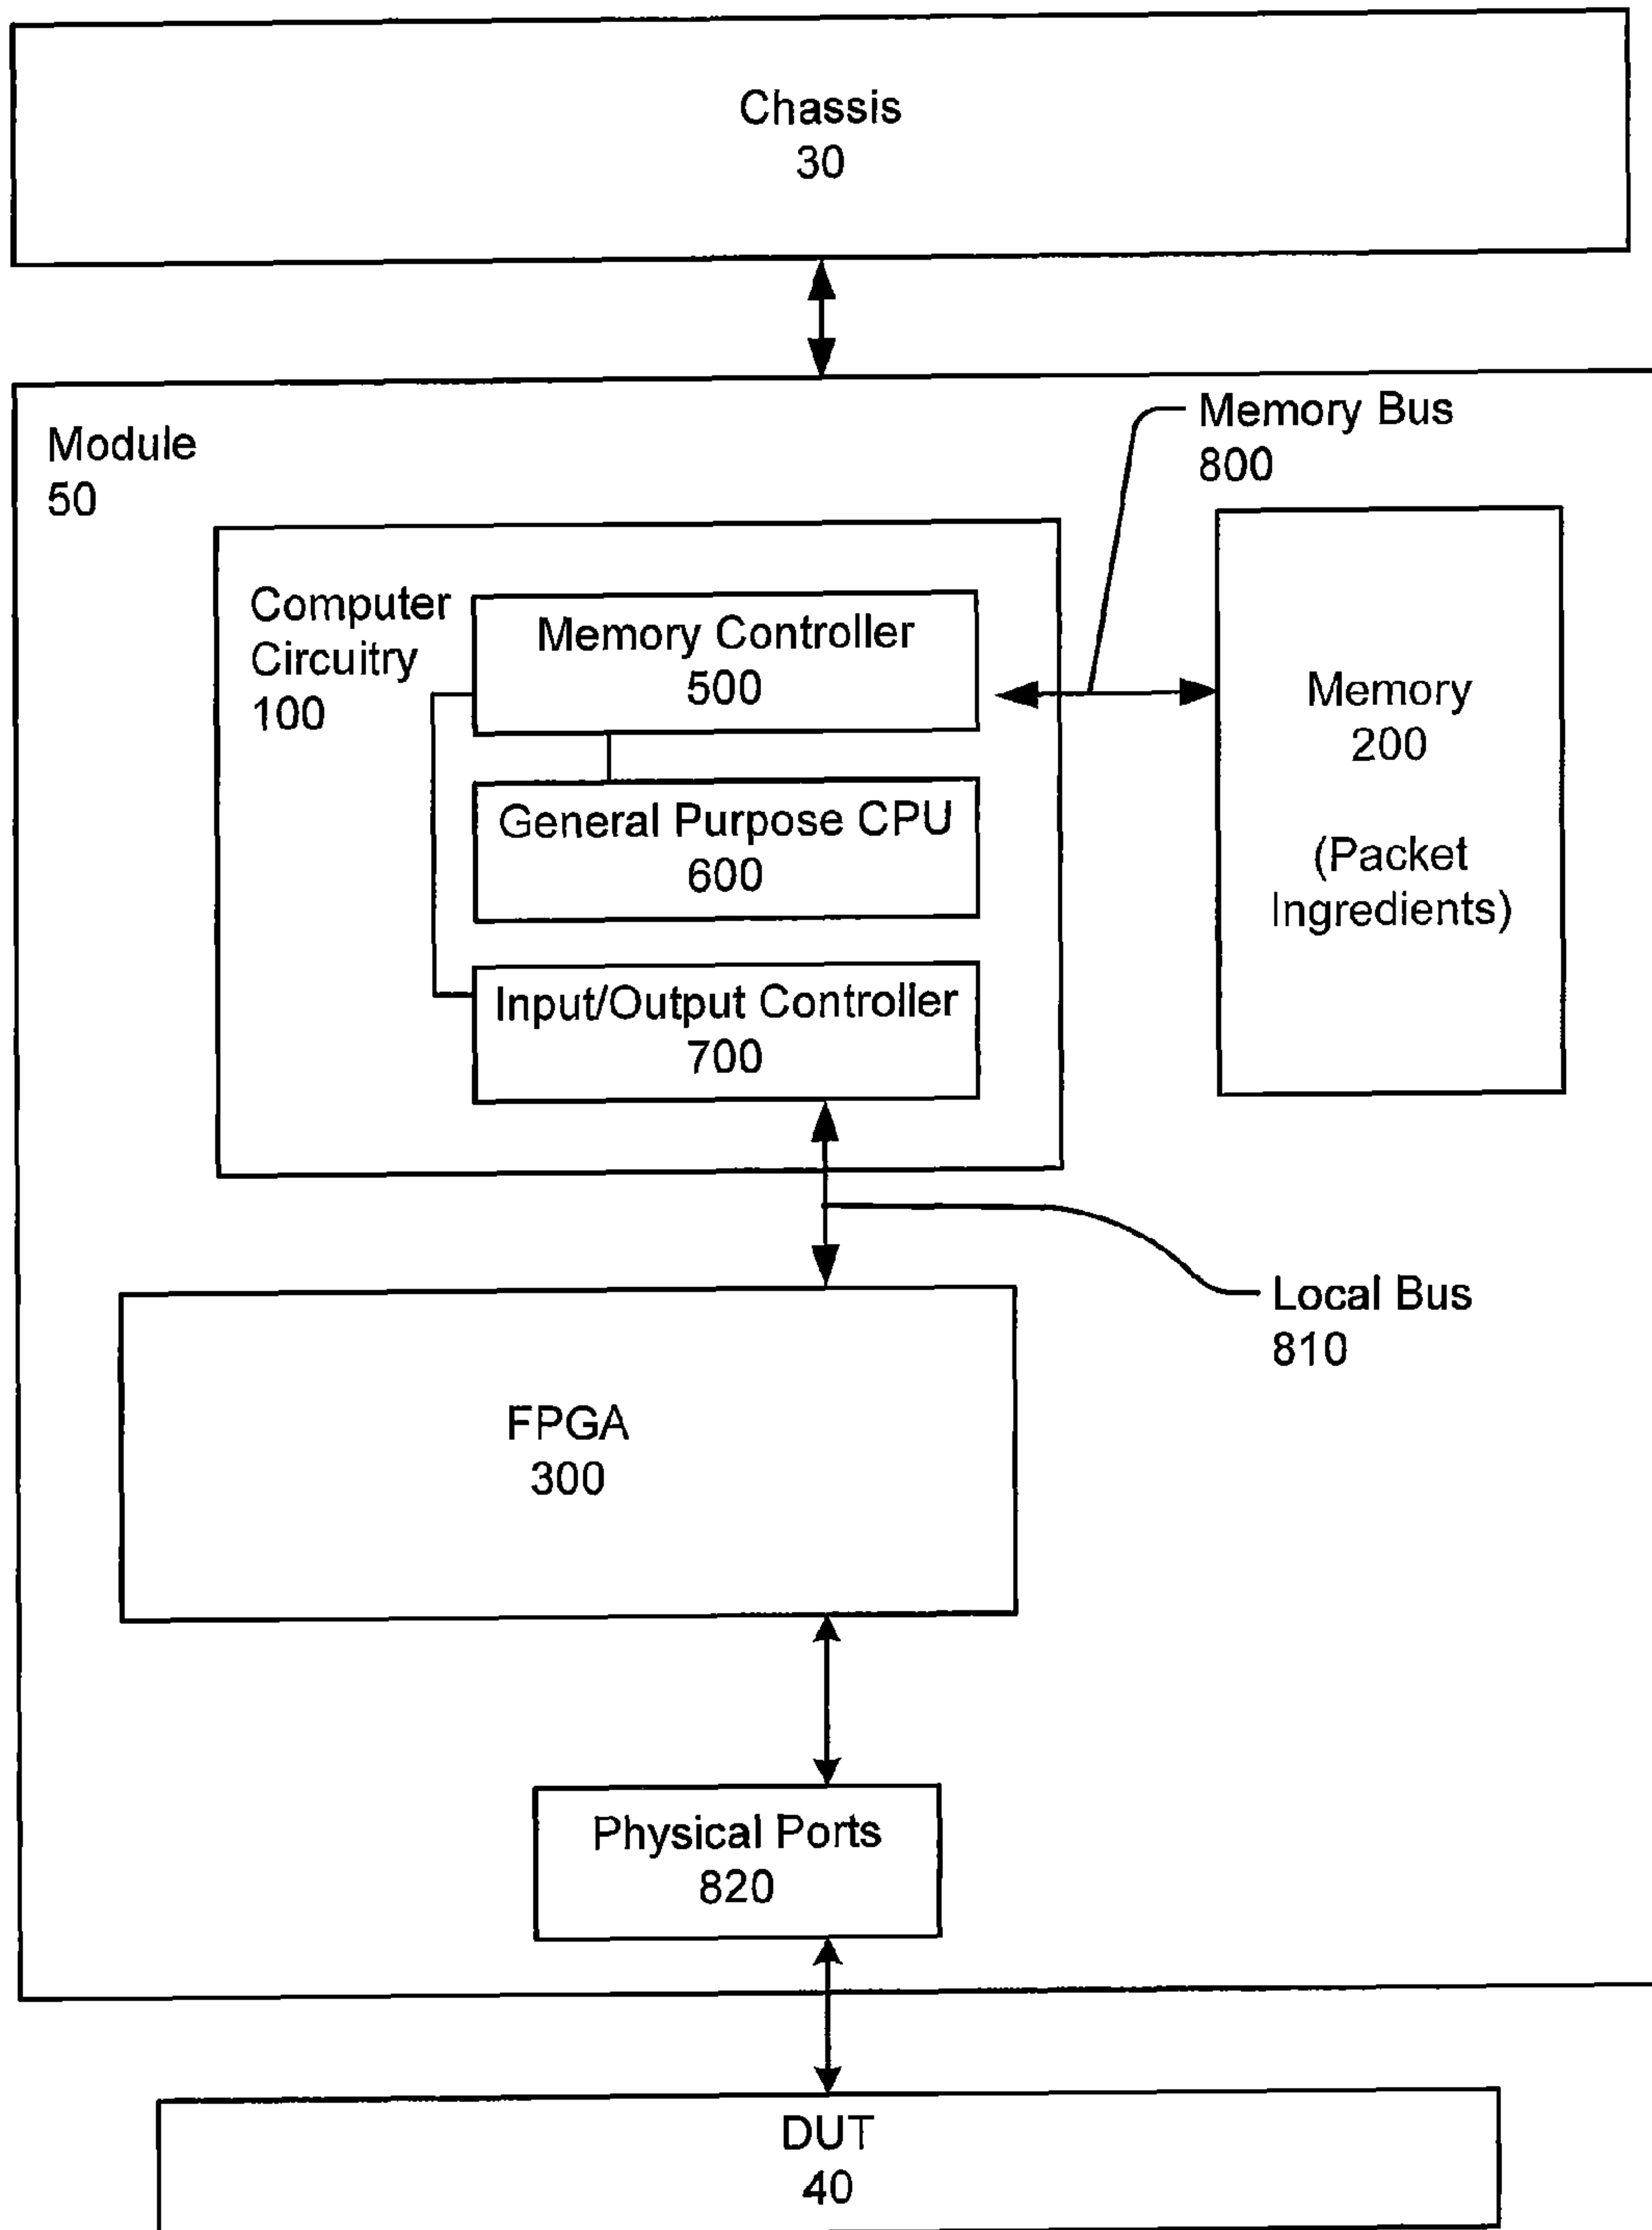 Chassis
30
Module
50
Memory Bus
800
Computer
Circuitry
100
Memory Controller
500
General Purpose CPU
600
Input/Output Controller
700
Memory
200
(Packet
Ingredients)
Local Bus
810
FPGA
300
Physical Ports
820
DUT
40